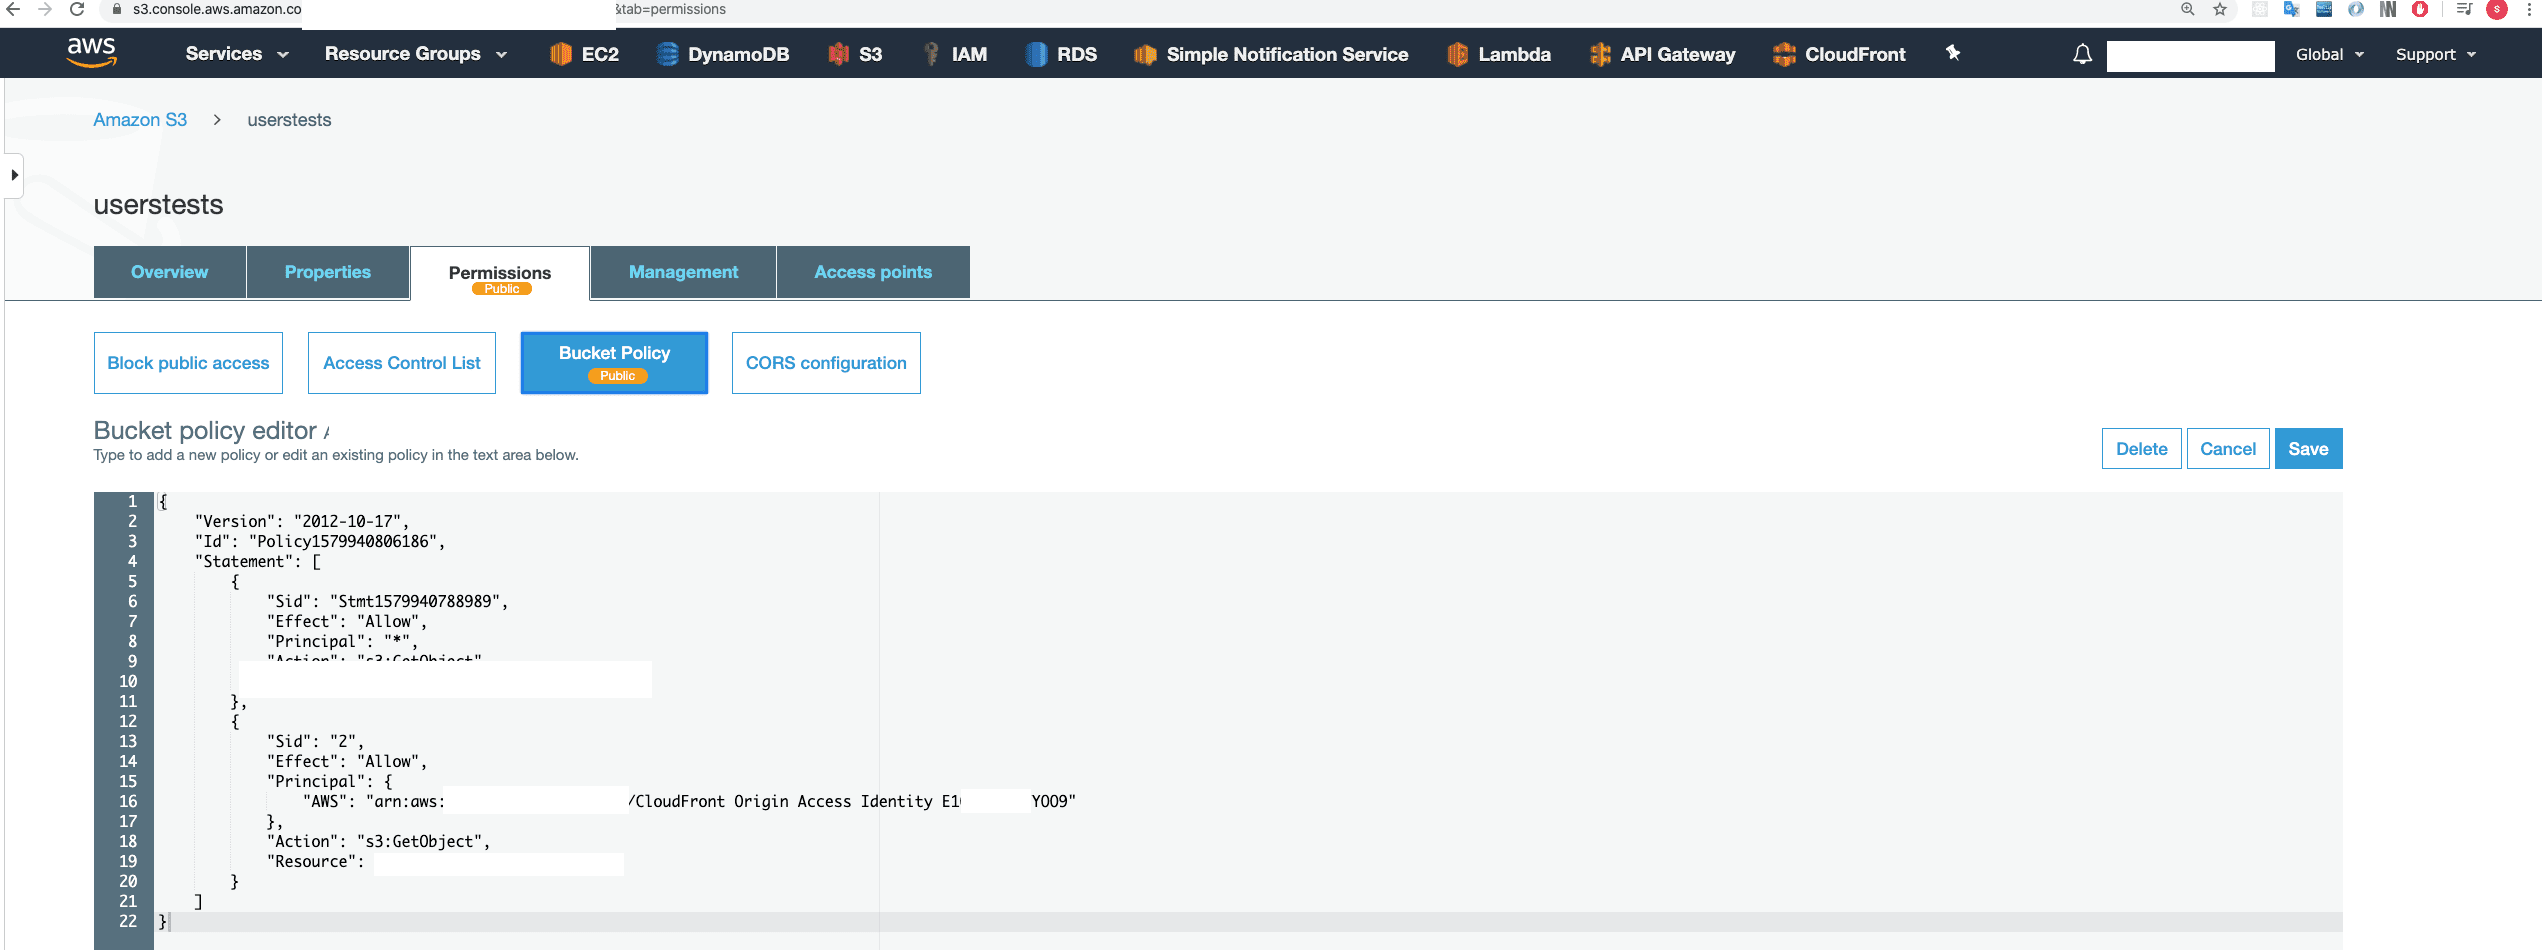 s3.console.aws.amazon.co &tab=permissions
aws Services Resource Groups EC2 DynamoDB S3 IAM RDS Simple Notification Service Lambda API Gateway CloudFront Global Support
Amazon S3 > userstests
userstests
Overview Properties Permissions Management Access points
Public
Block public access Access Control List Bucket Policy CORS configuration
Public
Bucket policy editor
Type to add a new policy or edit an existing policy in the text area below.
Delete Cancel Save
1 {
2 "Version": "2012-10-17",
3 "Id": "Policy1579940806186",
4 "Statement": [
5 {
6 "Sid": "Stmt1579940788989",
7 "Effect": "Allow",
8 "Principal": "*",
9 "Action": "s3:GetObject"
10
11 },
12 {
13 "Sid": "2",
14 "Effect": "Allow",
15 "Principal": {
16 "AWS": "arn:aws: /CloudFront Origin Access Identity E1 YOO9"
17 },
18 "Action": "s3:GetObject",
19 "Resource":
20 }
21 ]
22 }